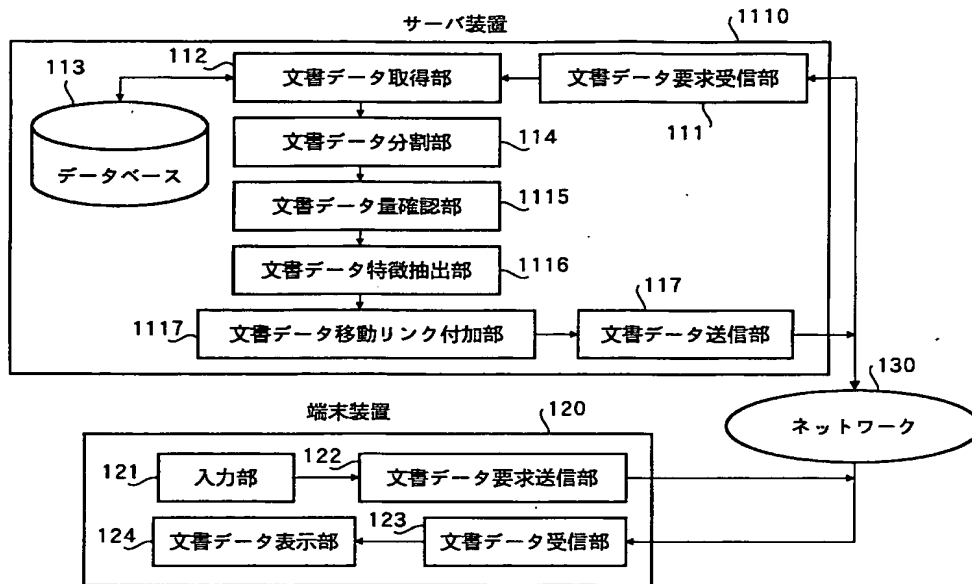 サーバ装置
1110
113
112
文書データ取得部
文書データ要求受信部
111
データベース
文書データ分割部
114
文書データ量確認部
1115
文書データ特徴抽出部
1116
1117
文書データ移動リンク付加部
117
文書データ送信部
130
ネットワーク
端末装置
120
121
入力部
122
文書データ要求送信部
124
文書データ表示部
123
文書データ受信部